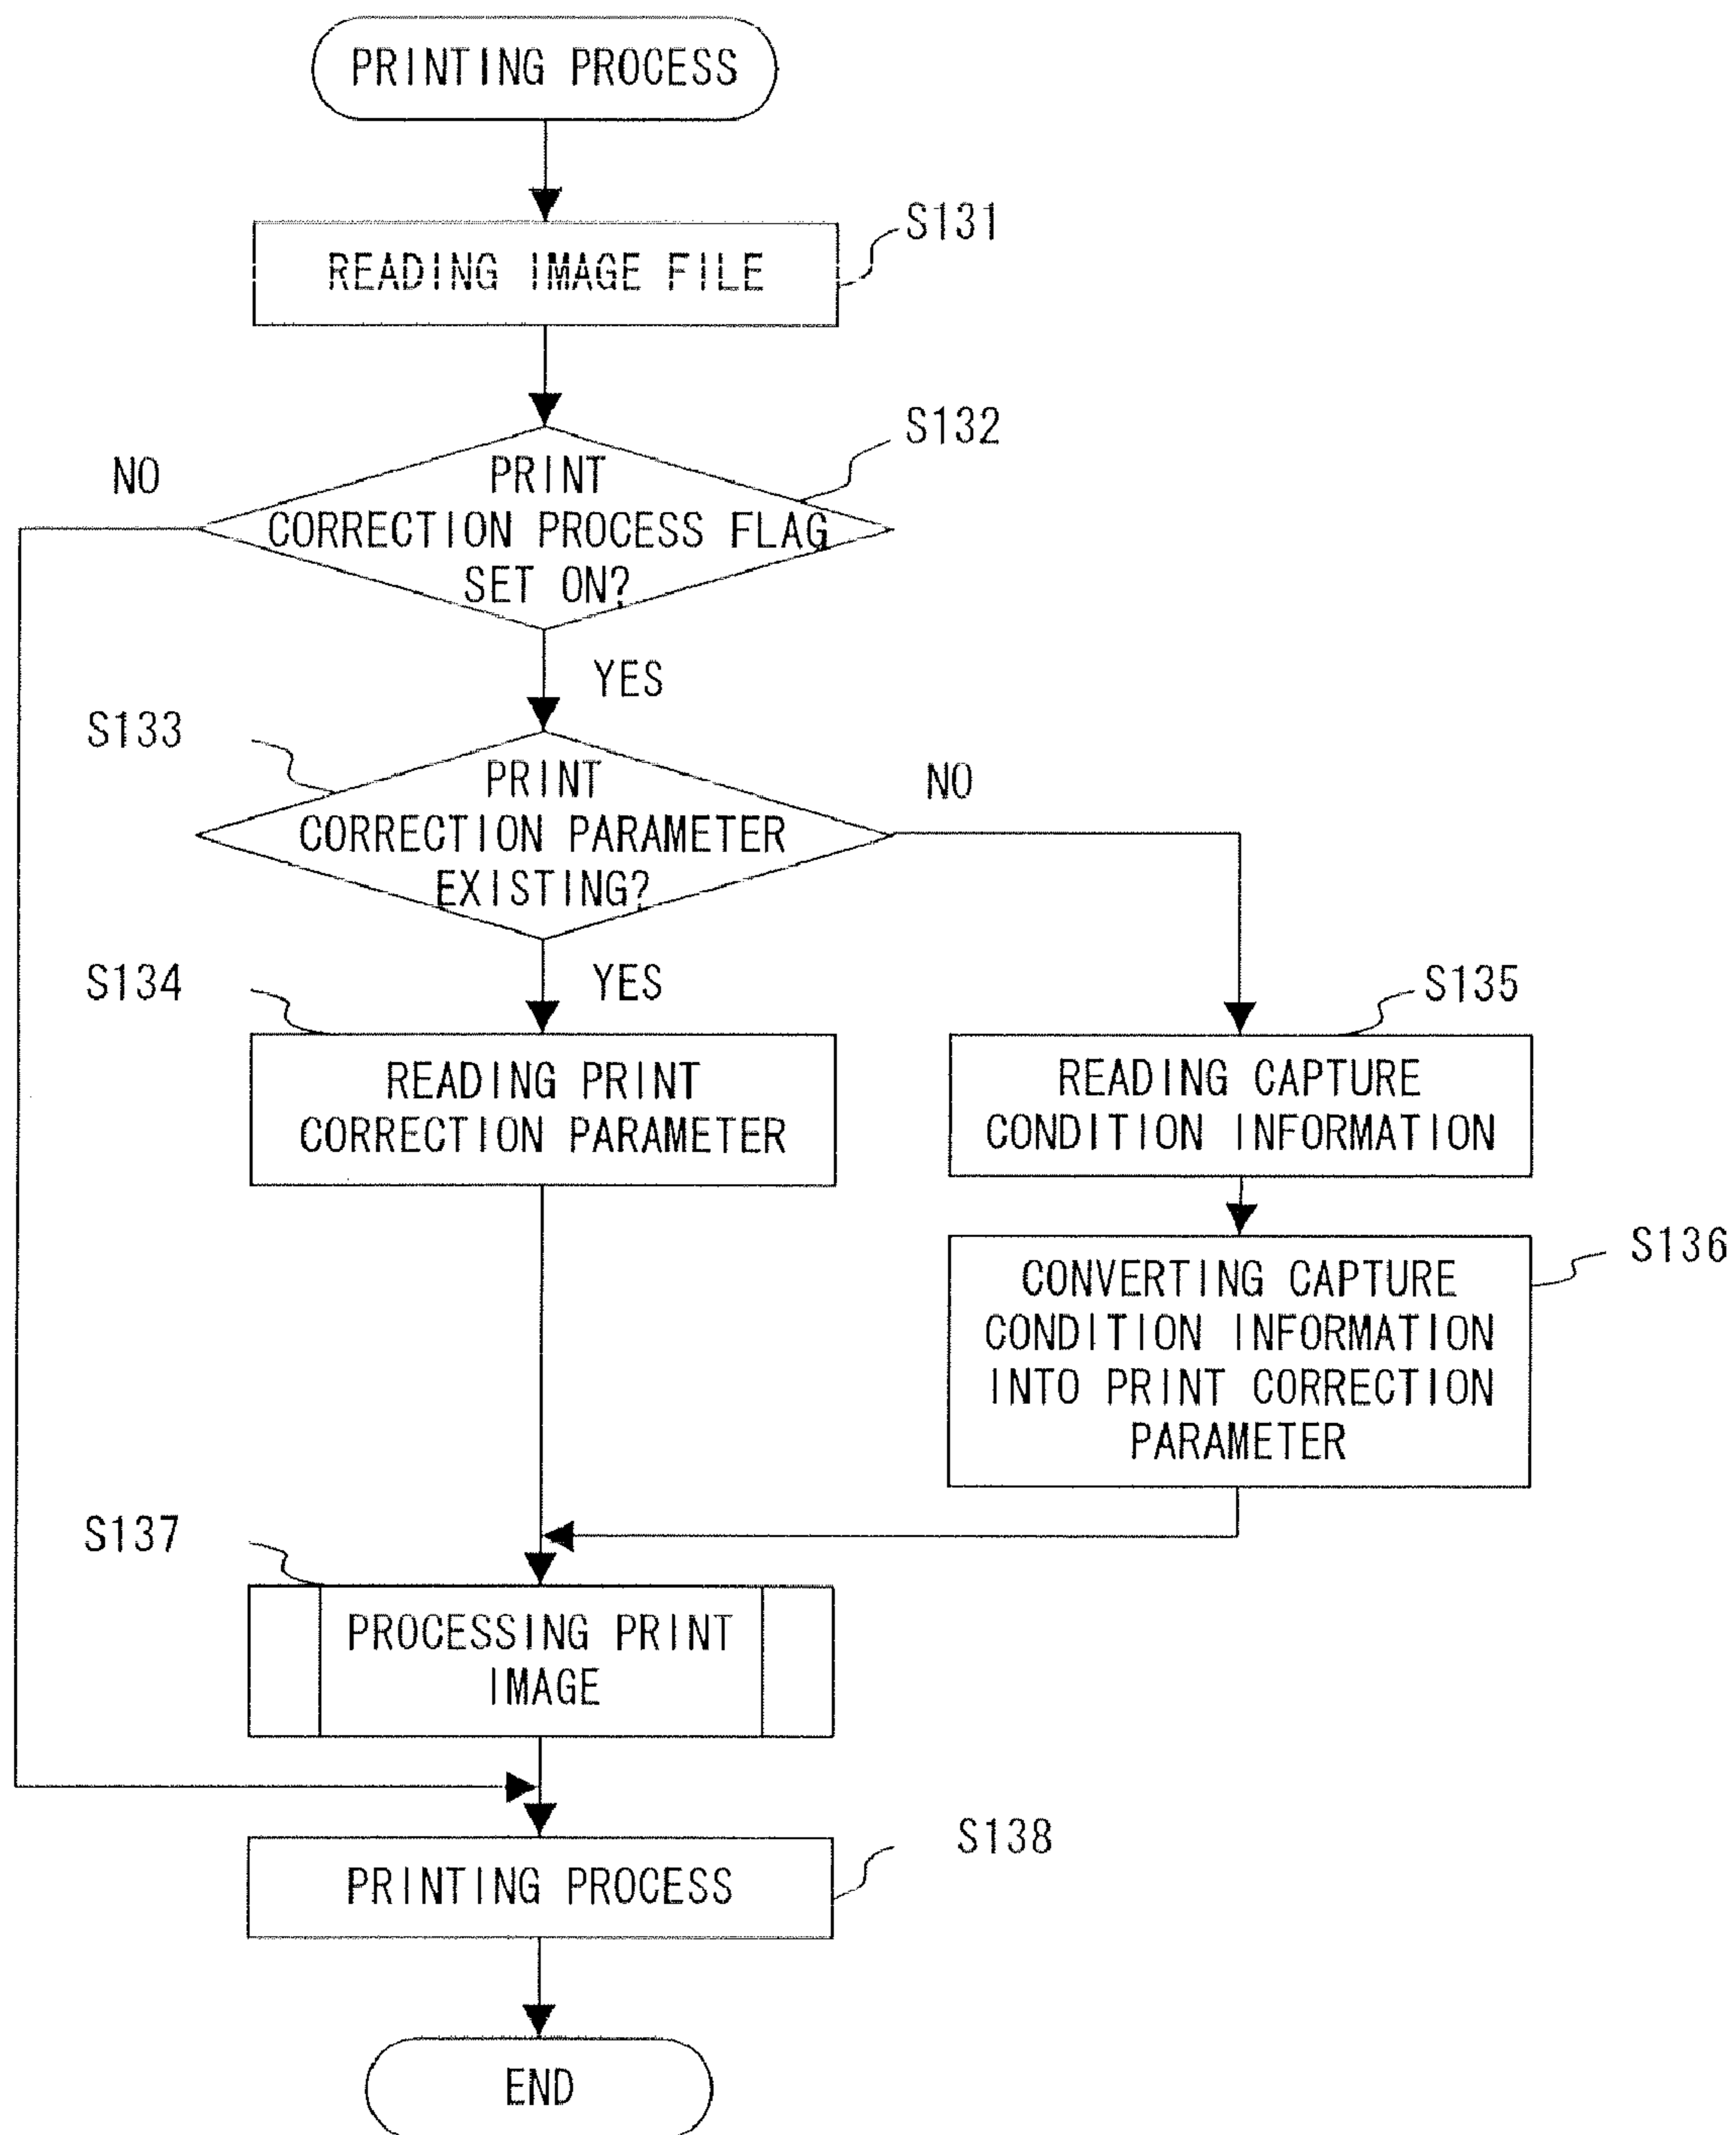 PRINTING PROCESS
S131
READING IMAGE FILE
S132
NO
PRINT
CORRECTION PROCESS FLAG
SET ON?
YES
S133
PRINT
CORRECTION PARAMETER
EXISTING?
NO
YES
S134
READING PRINT
CORRECTION PARAMETER
S135
READING CAPTURE
CONDITION INFORMATION
S136
CONVERTING CAPTURE
CONDITION INFORMATION
INTO PRINT CORRECTION
PARAMETER
S137
PROCESSING PRINT
IMAGE
S138
PRINTING PROCESS
END